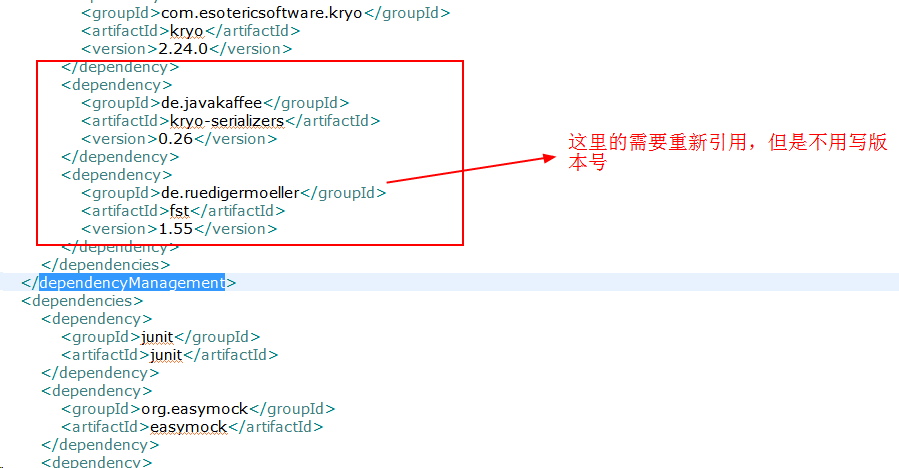 <groupId>com.esotericsoftware.kryo</groupId>
<artifactId>kryo</artifactId>
<version>2.24.0</version>
</dependency>
<dependency>
<groupId>de.javakaffee</groupId>
<artifactId>kryo-serializers</artifactId>
<version>0.26</version>
</dependency>
<dependency>
<groupId>de.ruedigermoeller</groupId>
<artifactId>fst</artifactId>
<version>1.55</version>
</dependency>
</dependencies>
</dependencyManagement>
<dependencies>
<dependency>
<groupId>junit</groupId>
<artifactId>junit</artifactId>
</dependency>
<dependency>
<groupId>org.easymock</groupId>
<artifactId>easymock</artifactId>
</dependency>
<dependency>
这里的需要重新引用，但是不用写版
本号